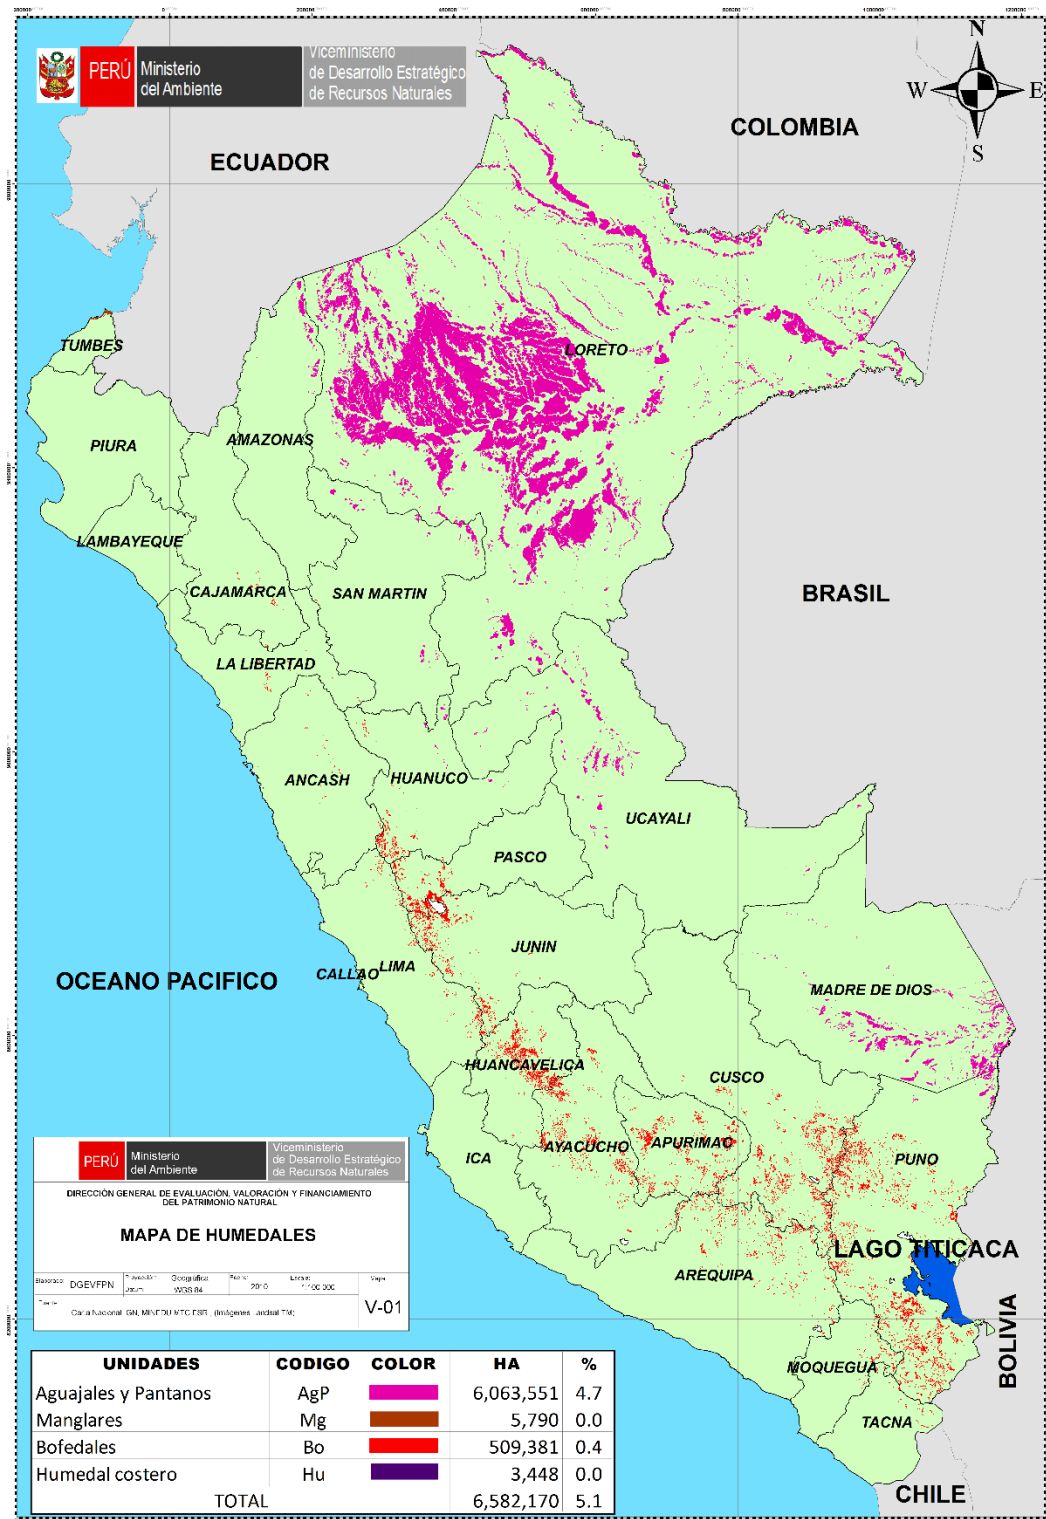 PERÚ
Ministerio
del Ambiente
Viceministerio
de Desarrollo Estratégico
de Recursos Naturales
N
W
E
S
COLOMBIA
ECUADOR
TUMBES
LORETO
PIURA
AMAZONAS
LAMBAYEQUE
CAJAMARCA
SAN MARTIN
BRASIL
LA LIBERTAD
ANCASH
HUANUCO
UCAYALI
PASCO
JUNIN
OCEANO PACIFICO
CALLAO
LIMA
MADRE DE DIOS
HUANCAVELICA
CUSCO
ICA
AYACUCHO
APURIMAC
PUNO
LAGO TITICACA
AREQUIPA
BOLIVIA
MOQUEGUA
TACNA
CHILE
PERÚ
Ministerio
del Ambiente
Viceministerio
de Desarrollo Estratégico
de Recursos Naturales
DIRECCIÓN GENERAL DE EVALUACIÓN, VALORACIÓN Y FINANCIAMIENTO
DEL PATRIMONIO NATURAL
MAPA DE HUMEDALES
DGEVFPN
Geográfica
WGS 84
2010
V-01
UNIDADES CODIGO COLOR HA %
Aguajales y Pantanos AgP 6,063,551 4.7
Manglares Mg 5,790 0.0
Bofedales Bo 509,381 0.4
Humedal costero Hu 3,448 0.0
TOTAL 6,582,170 5.1